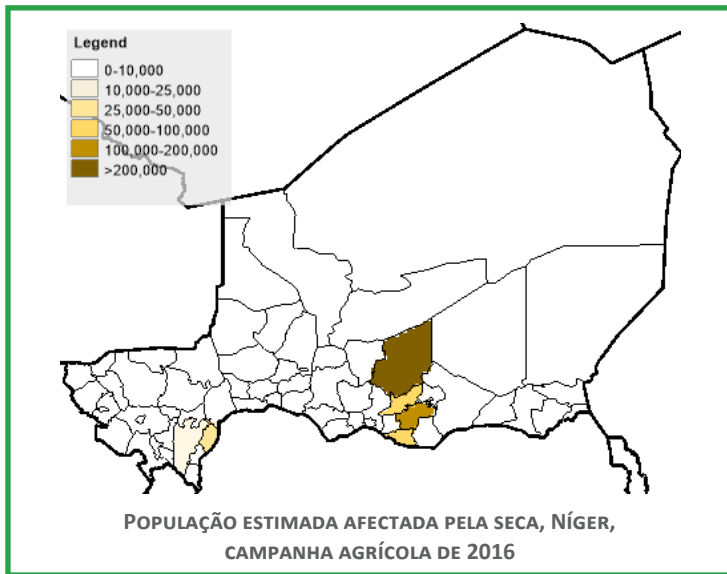 Legend
0-10,000
10,000-25,000
25,000-50,000
50,000-100,000
100,000-200,000
>200,000
POPULAÇÃO ESTIMADA AFECTADA PELA SECA, NÍGER,
CAMPANHA AGRÍCOLA DE 2016